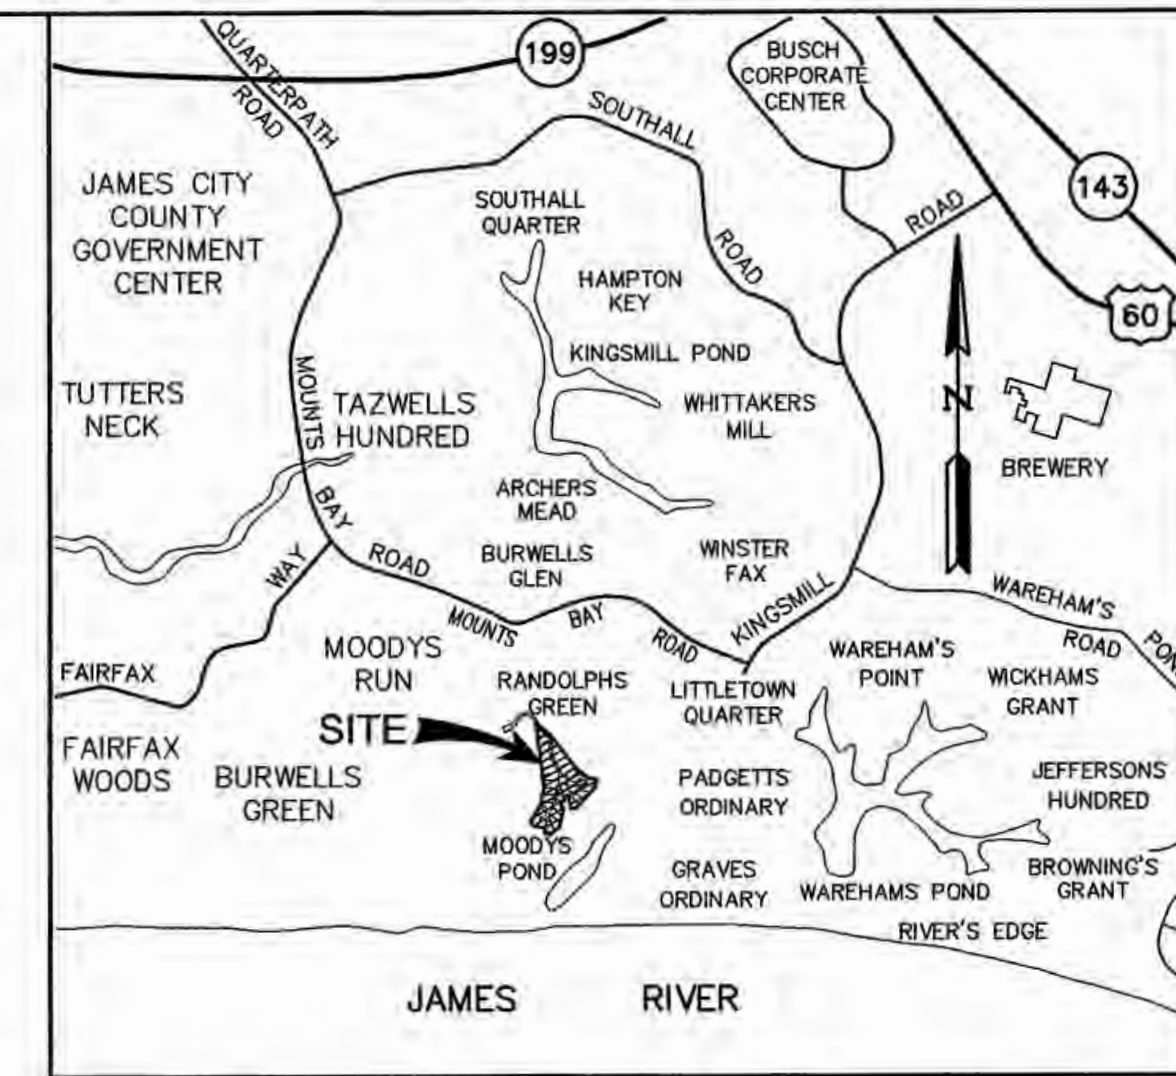 QUARTERPATH
ROAD
199
BUSCH
CORPORATE
CENTER
SOUTHALL
ROAD
143
ROAD
60
JAMES CITY
COUNTY
GOVERNMENT
CENTER
SOUTHALL
QUARTER
HAMPTON
KEY
KINGSMILL POND
MOUNTS
TUTTERS
NECK
TAZWELLS
HUNDRED
WHITTAKERS
MILL
N
BREWERY
ARCHERS
MEAD
BAY
ROAD
BURWELLS
GLEN
WINSTER
FAX
WAY
MOUNTS
BAY
ROAD
KINGSMILL
WAREHAM'S
ROAD
FAIRFAX
MOODYS
RUN
RANDOLPHS
GREEN
LITTLETOWN
QUARTER
WAREHAM'S
POINT
WICKHAMS
GRANT
SITE
FAIRFAX
WOODS
BURWELLS
GREEN
PADGETTS
ORDINARY
JEFFERSONS
HUNDRED
MOODYS
POND
GRAVES
ORDINARY
WAREHAMS POND
BROWNING'S
GRANT
RIVER'S EDGE
JAMES RIVER